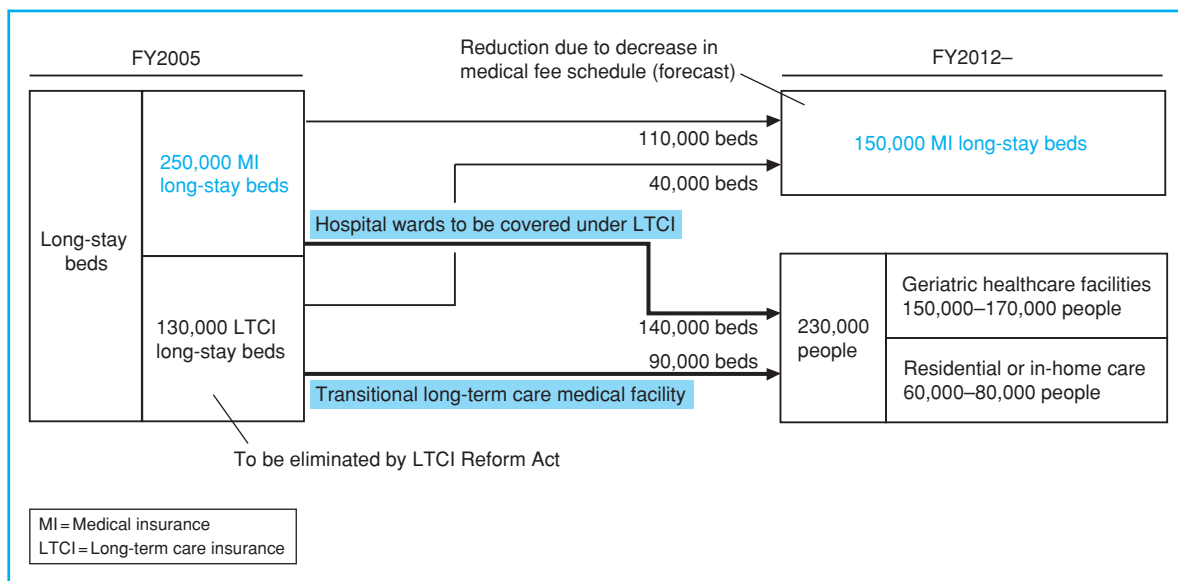 FY2005
Reduction due to decrease in
medical fee schedule (forecast)
FY2012–
Long-stay
beds
250,000 MI
long-stay beds
110,000 beds
40,000 beds
150,000 MI long-stay beds
Hospital wards to be covered under LTCI
130,000 LTCI
long-stay beds
140,000 beds
90,000 beds
Transitional long-term care medical facility
230,000
people
Geriatric healthcare facilities
150,000–170,000 people
Residential or in-home care
60,000–80,000 people
To be eliminated by LTCI Reform Act
MI = Medical insurance
LTCI = Long-term care insurance